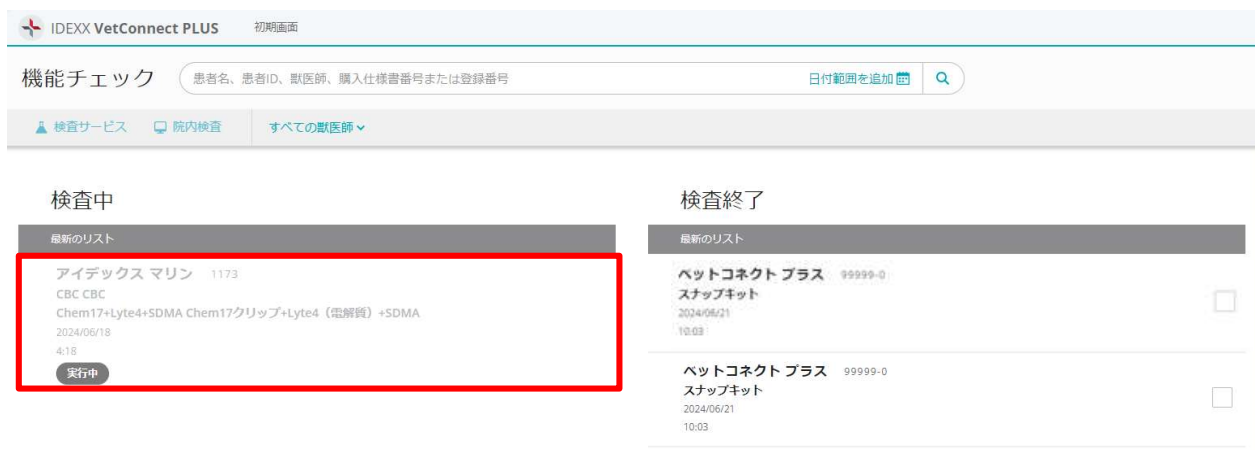 IDEXX VetConnect PLUS 初期画面
機能チェック 患者名、患者ID、獣医師、購入仕様書番号または登録番号 日付範囲を追加
検査サービス 院内検査 すべての獣医師
検査中
最新のリスト
アイデックス マリン 1173
CBC CBC
Chem17+Lyte4+SDMA Chem17クリップ+Lyte4（電解質）+SDMA
2024/06/18
4:18
実行中
検査終了
最新のリスト
ベットコネクト プラス 99999-0
スナップキット
2024/06/21
10:03
ベットコネクト プラス 99999-0
スナップキット
2024/06/21
10:03